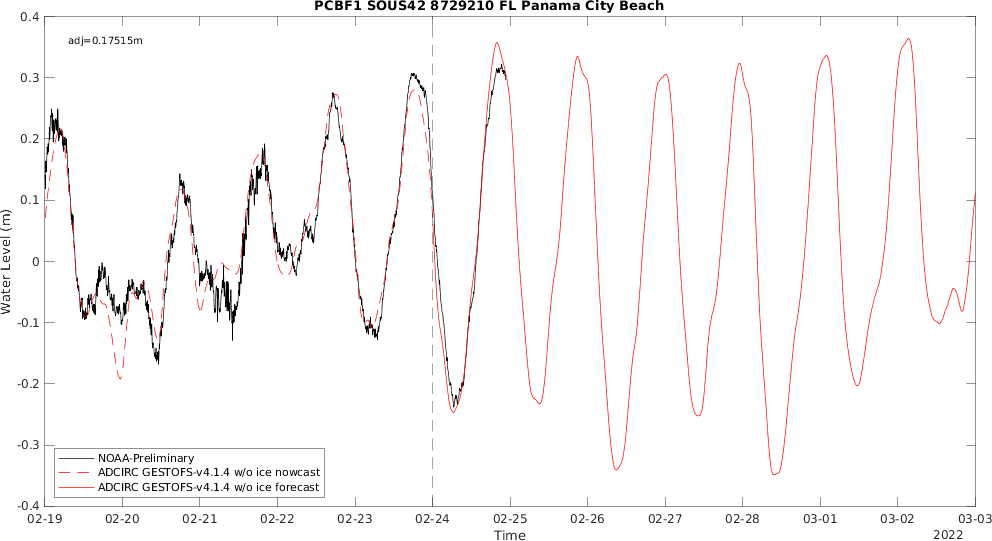 PCBF1 SOUS42 8729210 FL Panama City Beach
adj=0.17515m
0.4
0.3
0.2
0.1
0
-0.1
-0.2
-0.3
-0.4
Water Level (m)
NOAA-Preliminary
ADCIRC GESTOFS-v4.1.4 w/o ice nowcast
ADCIRC GESTOFS-v4.1.4 w/o ice forecast
02-19 02-20 02-21 02-22 02-23 02-24 02-25 02-26 02-27 02-28 03-01 03-02 03-03
Time
2022